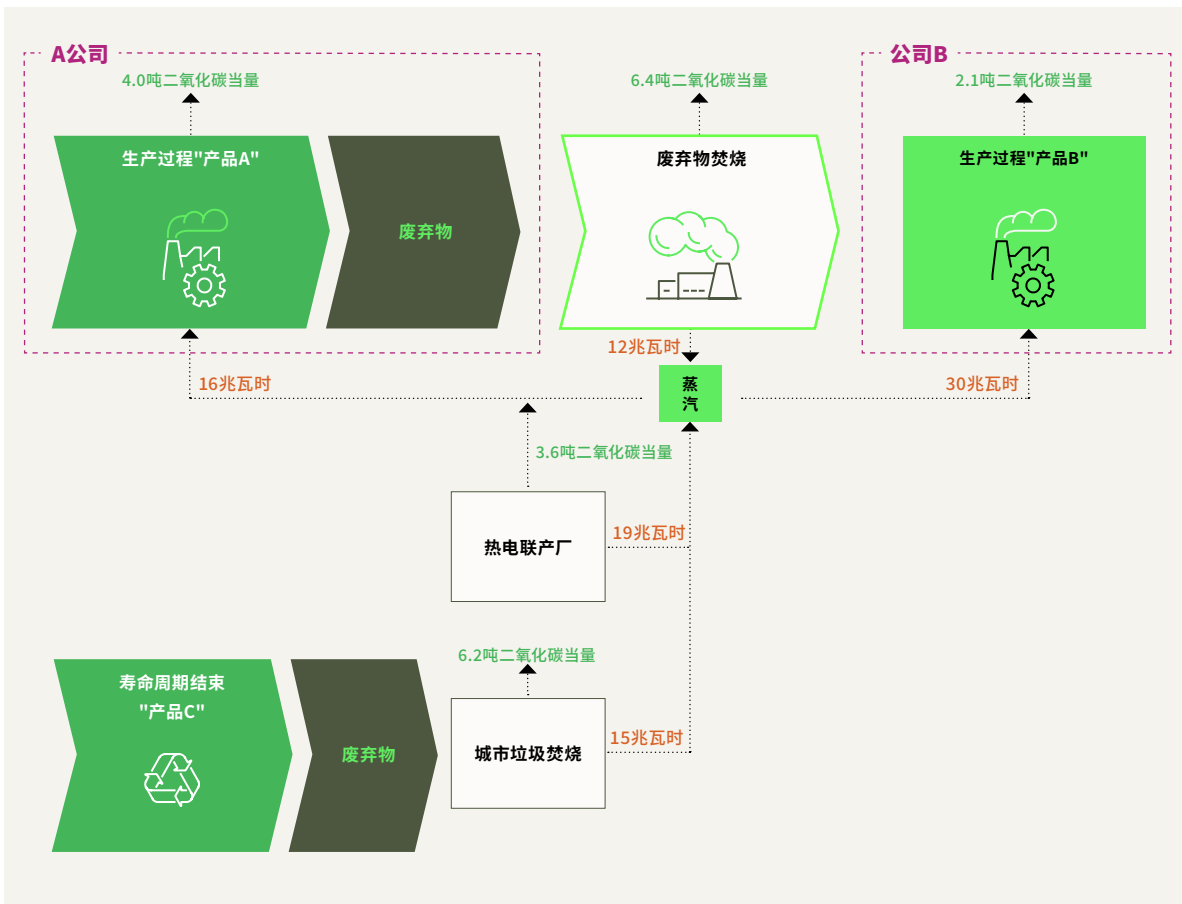 A公司
公司B
4.0吨二氧化碳当量
6.4吨二氧化碳当量
2.1吨二氧化碳当量
生产过程"产品A"
废弃物
废弃物焚烧
生产过程"产品B"
12兆瓦时
16兆瓦时
蒸
汽
30兆瓦时
3.6吨二氧化碳当量
热电联产厂
19兆瓦时
6.2吨二氧化碳当量
寿命周期结束
"产品C"
废弃物
城市垃圾焚烧
15兆瓦时